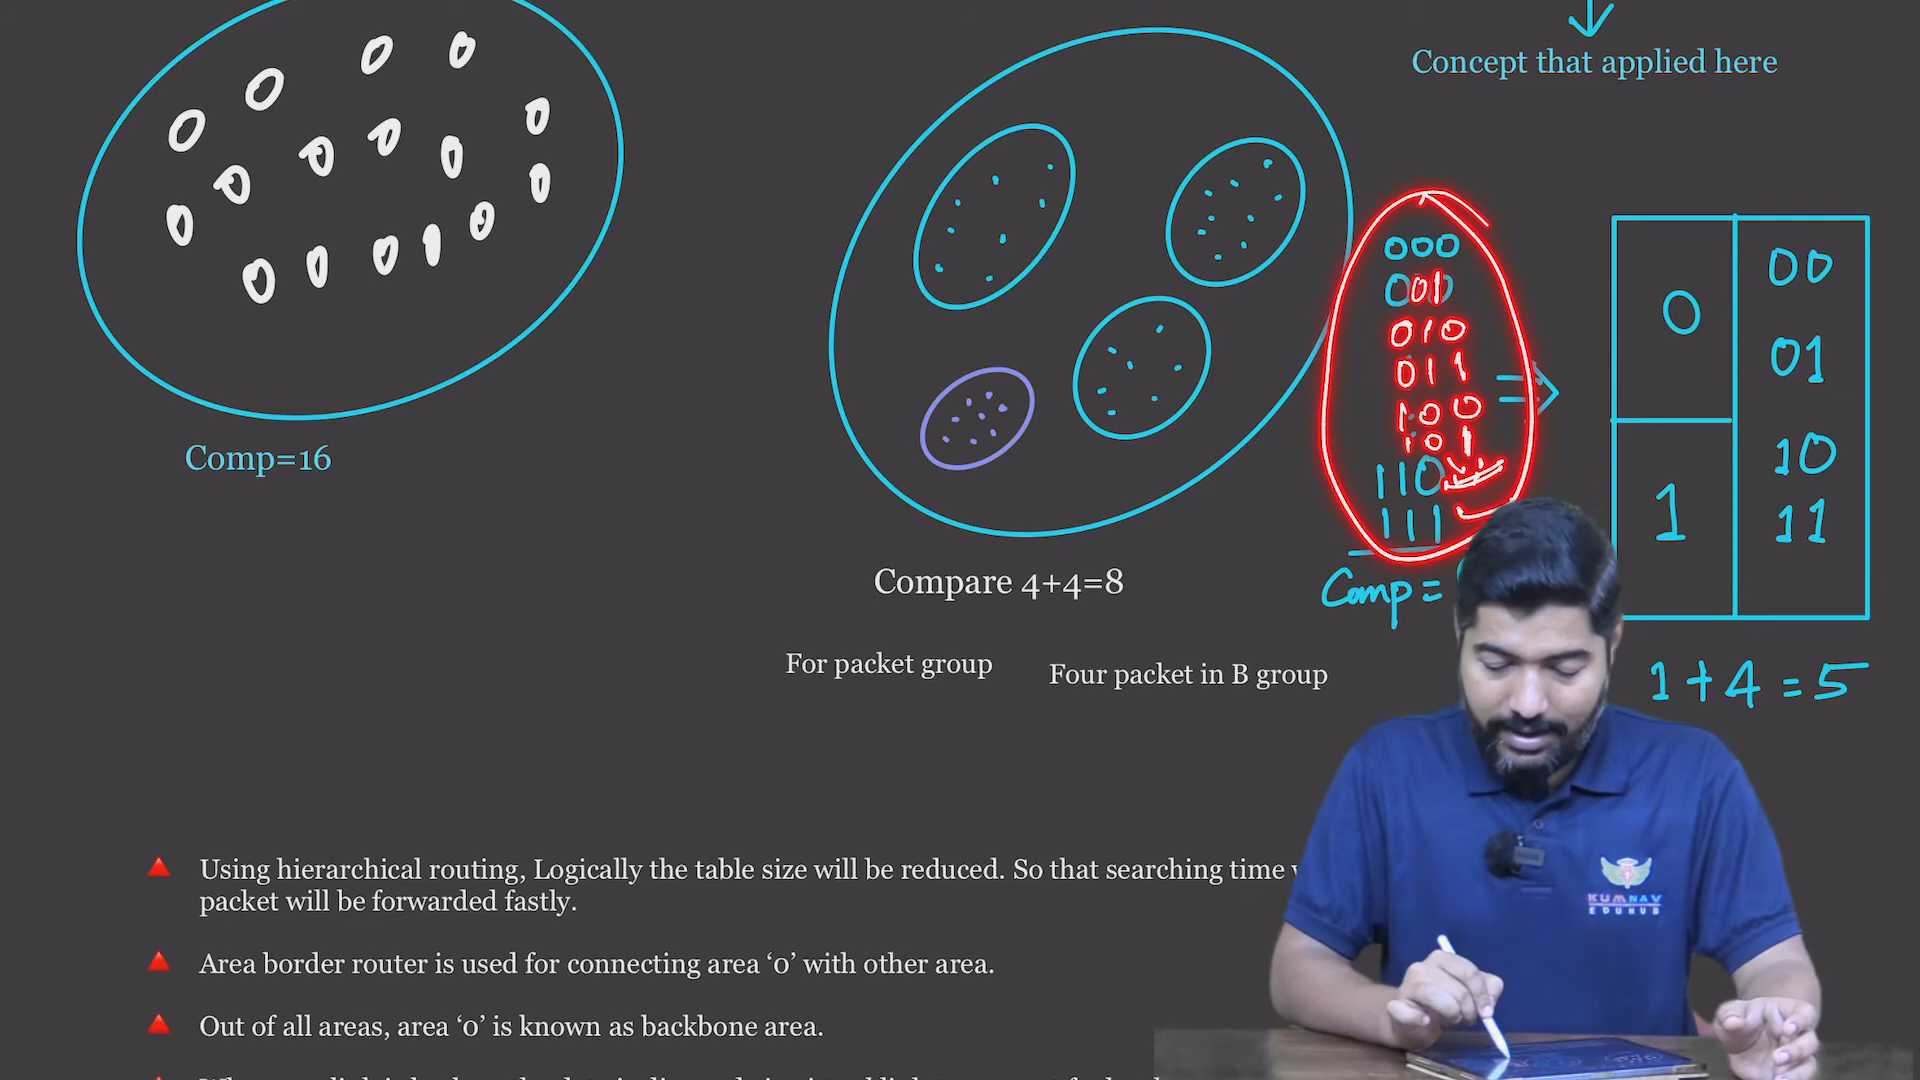 Concept that applied here
000
001
010
011
100
101
110
111
Comp=
0
1
00
01
10
11
1+4=5
Comp=16
Compare 4+4=8
For packet group
Four packet in B group
Using hierarchical routing, Logically the table size will be reduced. So that searching time
packet will be forwarded fastly.
Area border router is used for connecting area ‘0’ with other area.
Out of all areas, area ‘0’ is known as backbone area.
KUMNAV
EDUHUB